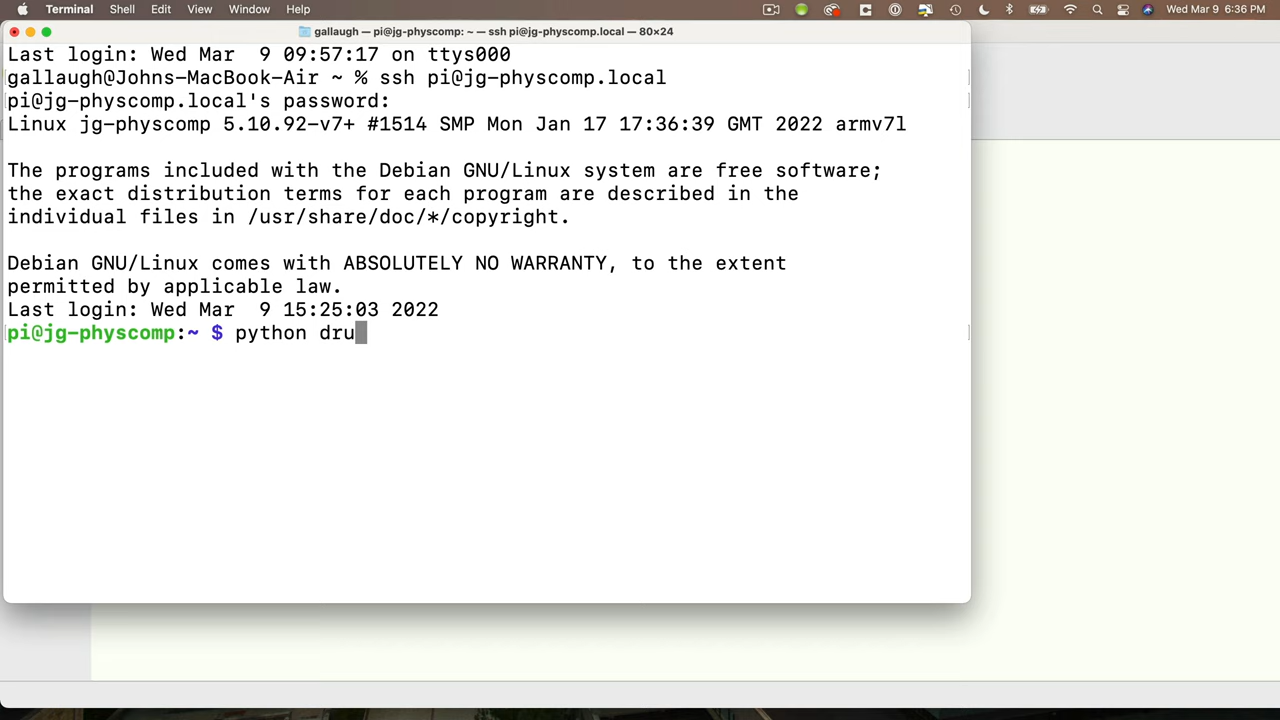 Terminal Shell Edit View Window Help Wed Mar 9 6:36 PM
gallaugh — pi@jg-physcomp: ~ — ssh pi@jg-physcomp.local — 80×24
Last login: Wed Mar  9 09:57:17 on ttys000
gallaugh@Johns-MacBook-Air ~ % ssh pi@jg-physcomp.local
pi@jg-physcomp.local's password:
Linux jg-physcomp 5.10.92-v7+ #1514 SMP Mon Jan 17 17:36:39 GMT 2022 armv7l
The programs included with the Debian GNU/Linux system are free software;
the exact distribution terms for each program are described in the
individual files in /usr/share/doc/*/copyright.
Debian GNU/Linux comes with ABSOLUTELY NO WARRANTY, to the extent
permitted by applicable law.
Last login: Wed Mar  9 15:25:03 2022
pi@jg-physcomp:~ $ python dru